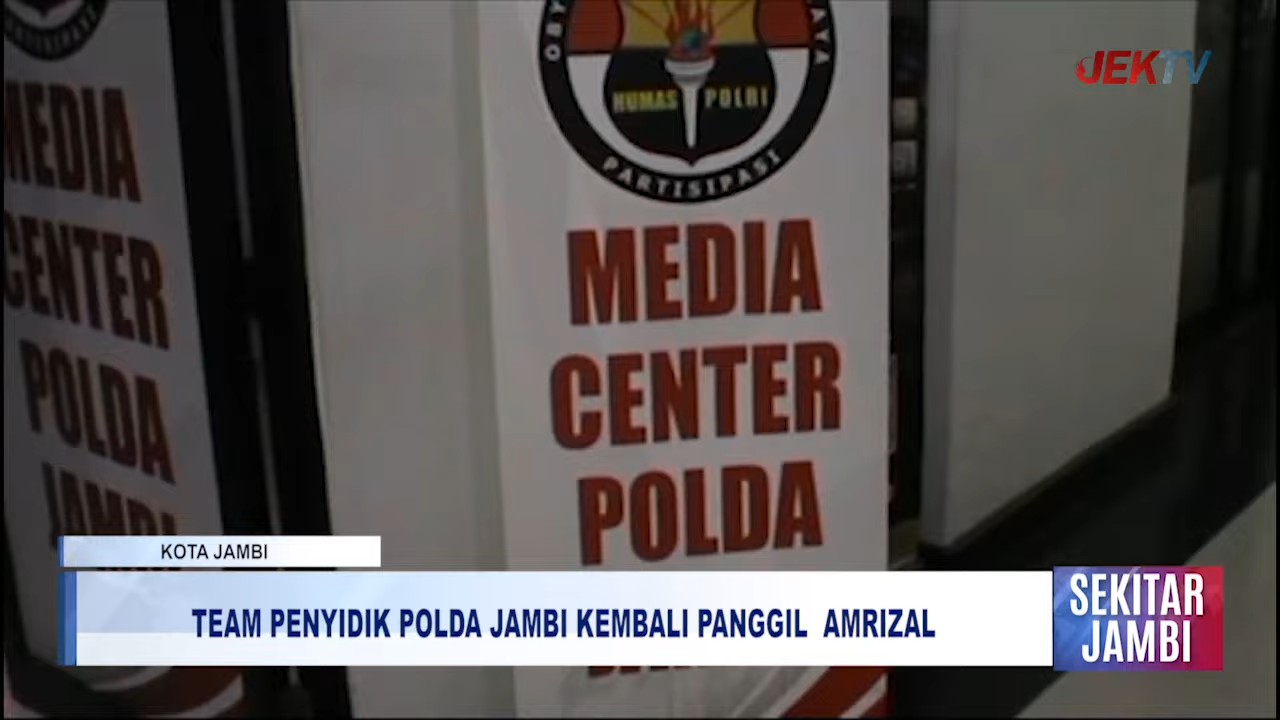 JEKTV
HUMAS POLRI
PARTISIPASI
MEDIA
CENTER
POLDA
JAMBI
MEDIA
CENTER
POLDA
KOTA JAMBI
TEAM PENYIDIK POLDA JAMBI KEMBALI PANGGIL AMRIZAL
SEKITAR
JAMBI